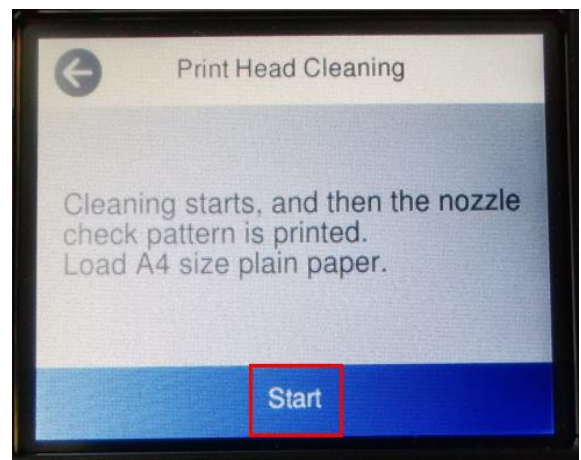 Print Head Cleaning
Cleaning starts, and then the nozzle
check pattern is printed.
Load A4 size plain paper.
Start